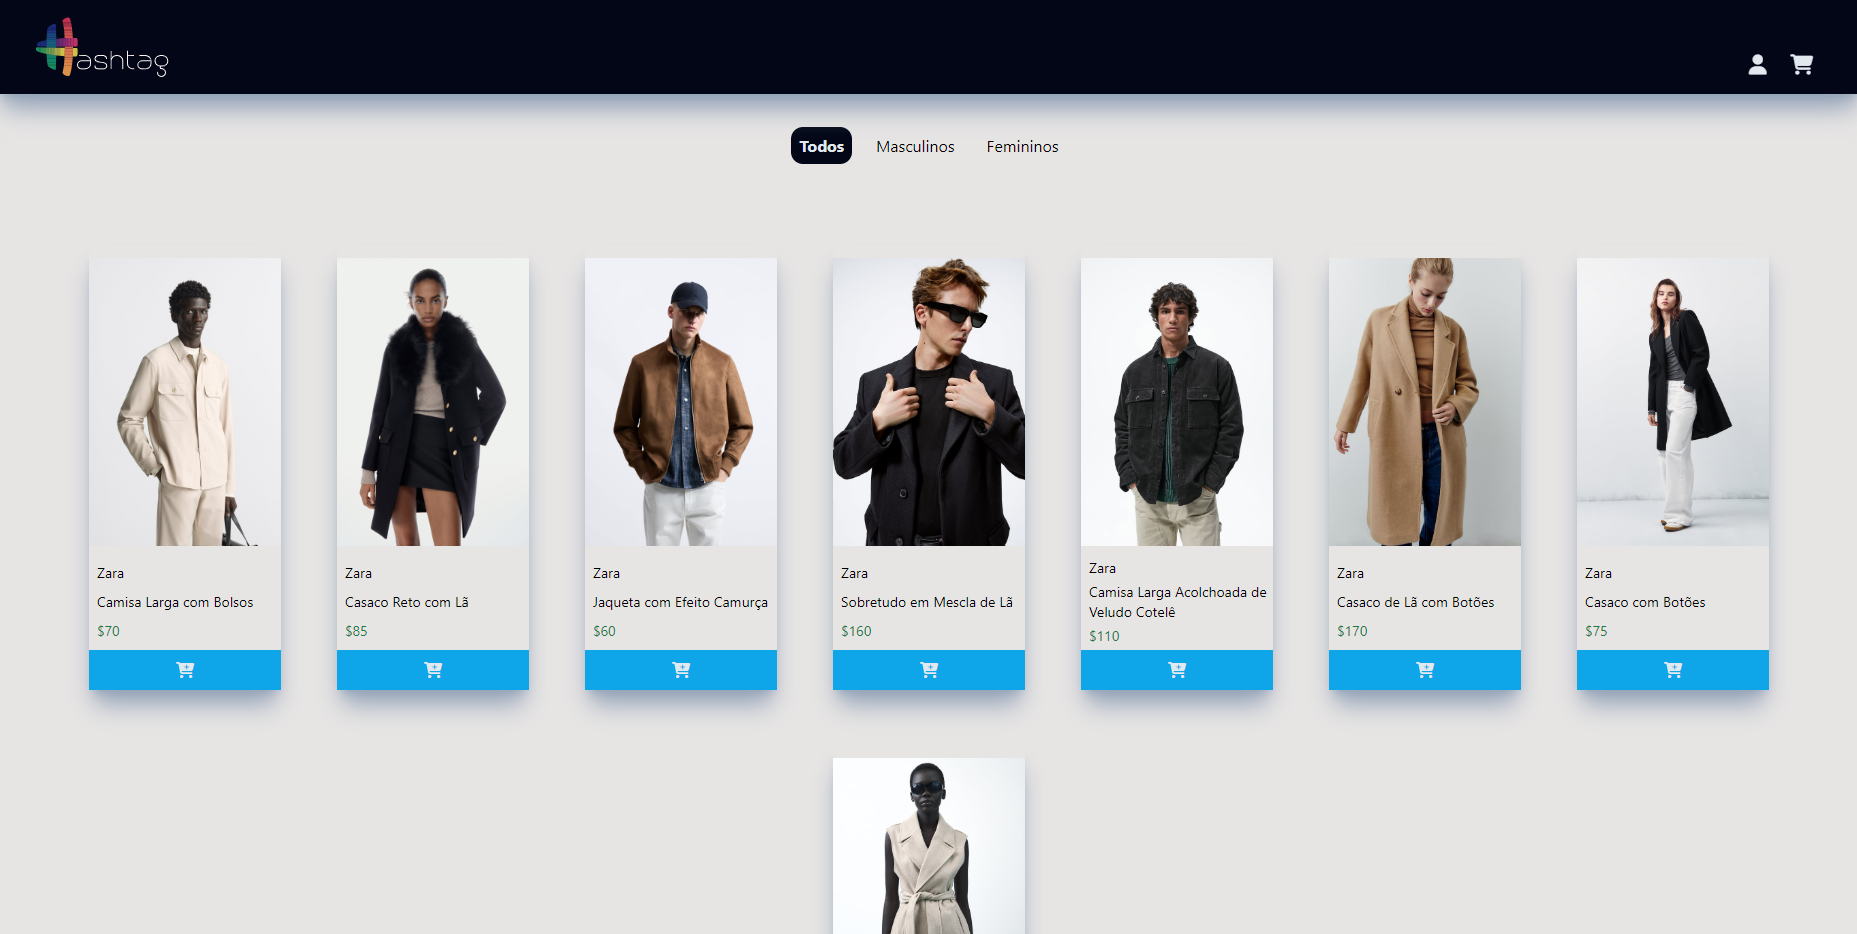 Hashtag
Todos
Masculinos
Femininos
Zara
Camisa Larga com Bolsos
$70
Zara
Casaco Reto com Lã
$85
Zara
Jaqueta com Efeito Camurça
$60
Zara
Sobretudo em Mescla de Lã
$160
Zara
Camisa Larga Acolchoada de
Veludo Cotelê
$110
Zara
Casaco de Lã com Botões
$170
Zara
Casaco com Botões
$75